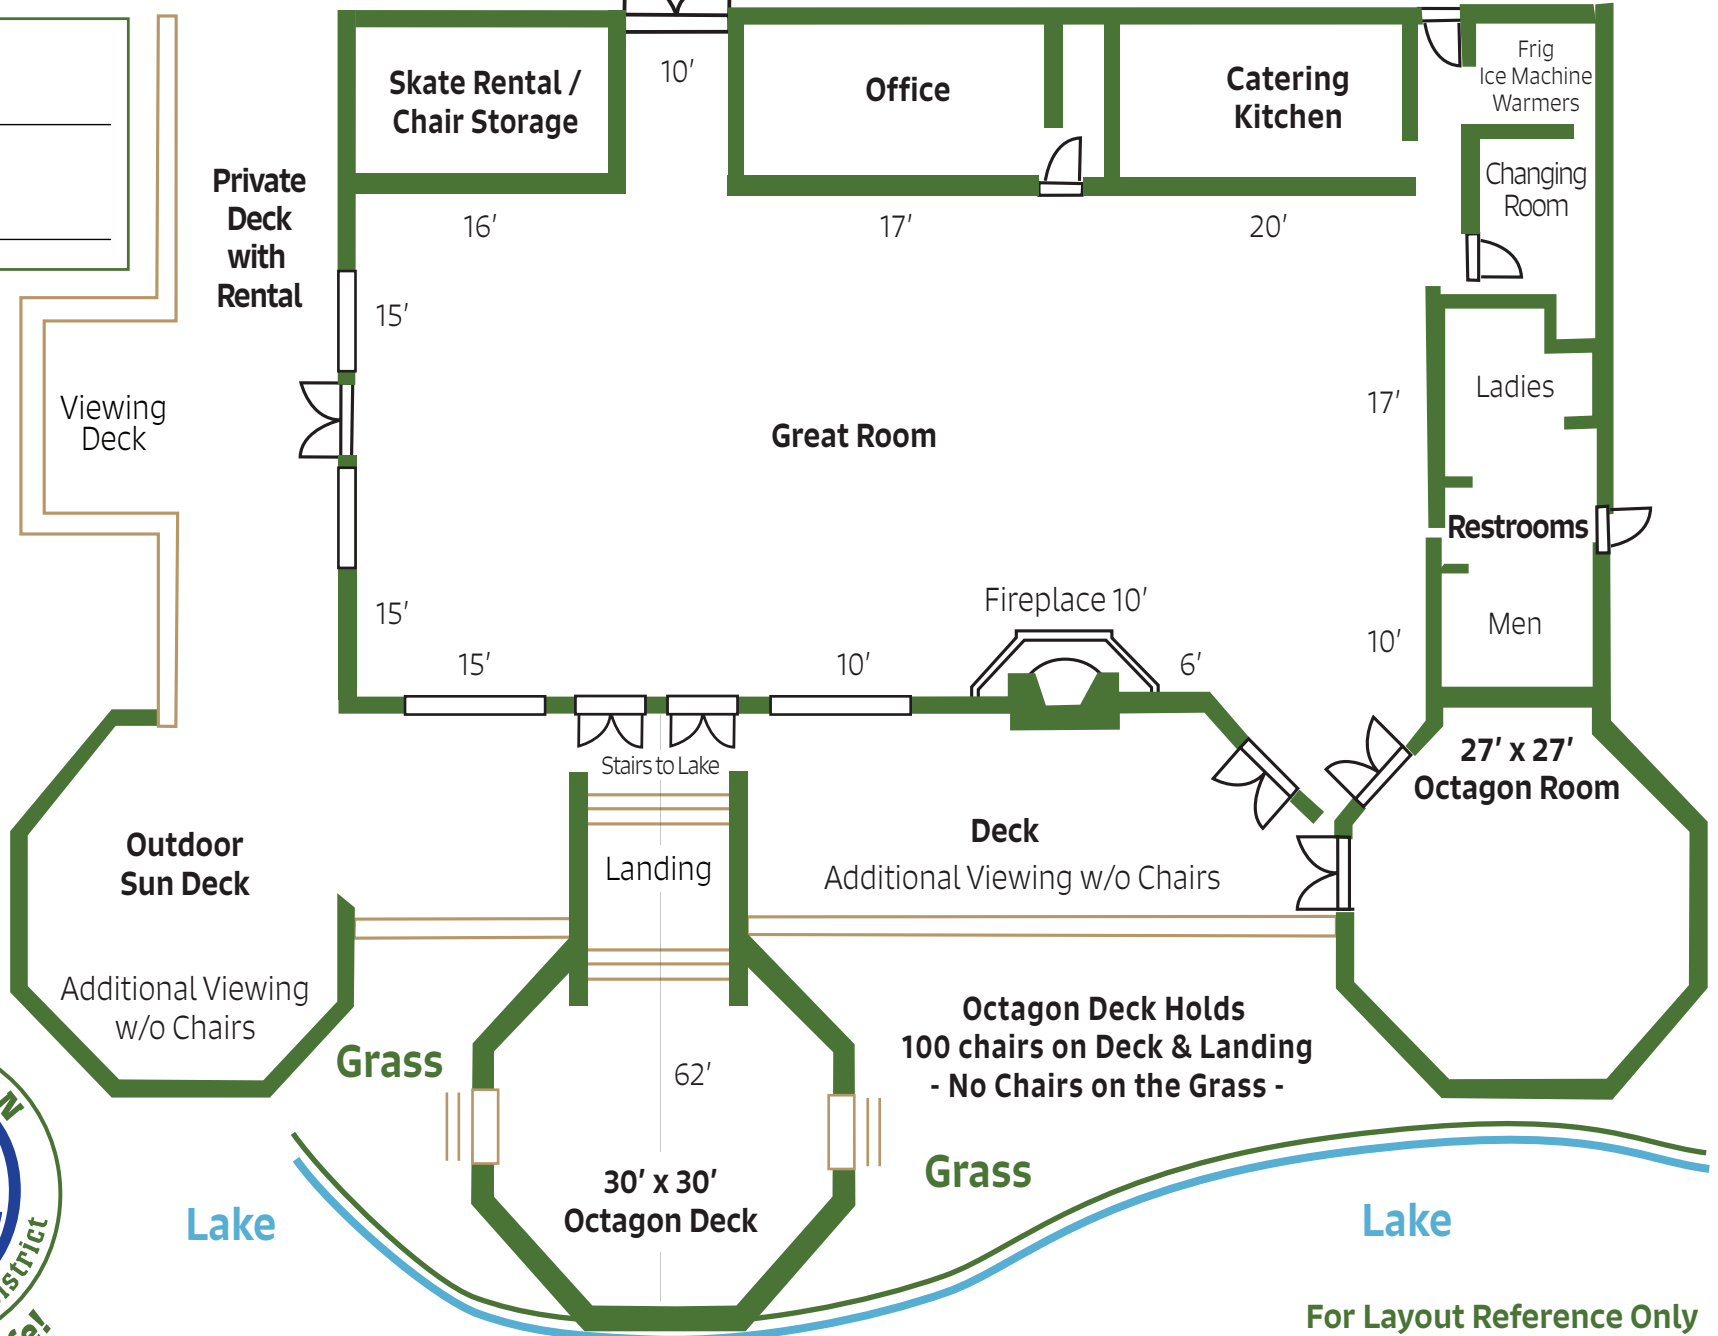 Skate Rental /
Chair Storage
10’
Office
Catering
Kitchen
Frig
Ice Machine
Warmers
Changing
Room
Private
Deck
with
Rental
16’
17’
20’
15’
Viewing
Deck
Great Room
17’
Ladies
Restrooms
Men
15’
15’
10’
Fireplace 10’
6’
10’
Stairs to Lake
27’ x 27’
Octagon Room
Outdoor
Sun Deck
Landing
Deck
Additional Viewing w/o Chairs
Additional Viewing
w/o Chairs
Octagon Deck Holds
100 chairs on Deck & Landing
- No Chairs on the Grass -
Grass
62’
Grass
30’ x 30’
Octagon Deck
Lake
Lake
For Layout Reference Only